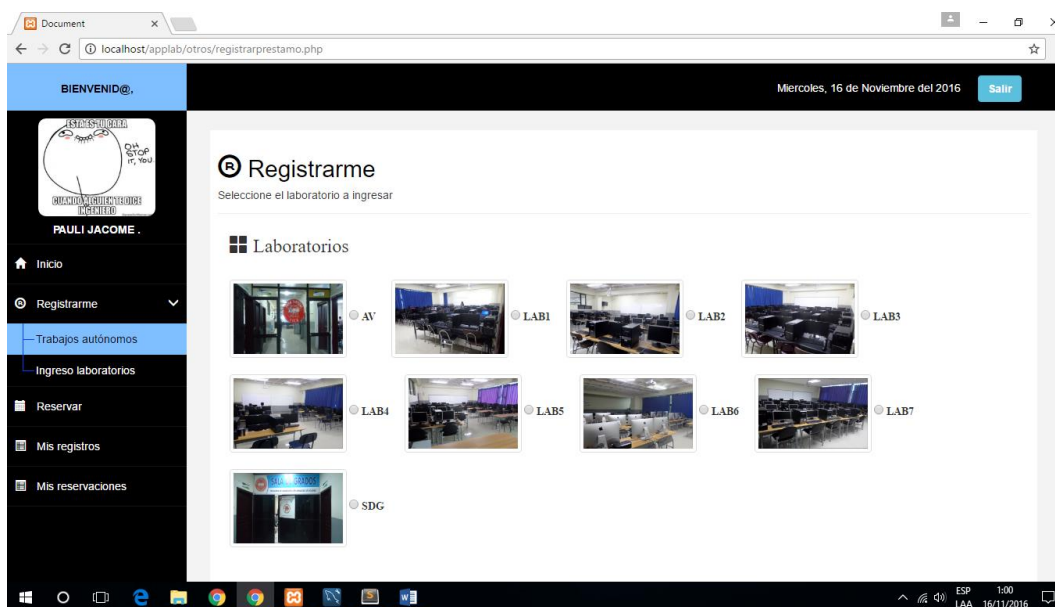 Document
localhost/applab/otros/registrarprestamo.php
BIENVENID@,
Miercoles, 16 de Noviembre del 2016
Salir
ESTA ES TU CARA
OH
STOP
IT, YOU
CUANDO ALGUIEN TE DICE
INGENIERO
PAULI JACOME .
Inicio
Registrarme
Trabajos autónomos
Ingreso laboratorios
Reservar
Mis registros
Mis reservaciones
® Registrarme
Seleccione el laboratorio a ingresar
Laboratorios
AV
LAB1
LAB2
LAB3
LAB4
LAB5
LAB6
LAB7
SDG
ESP
LAA
1:00
16/11/2016